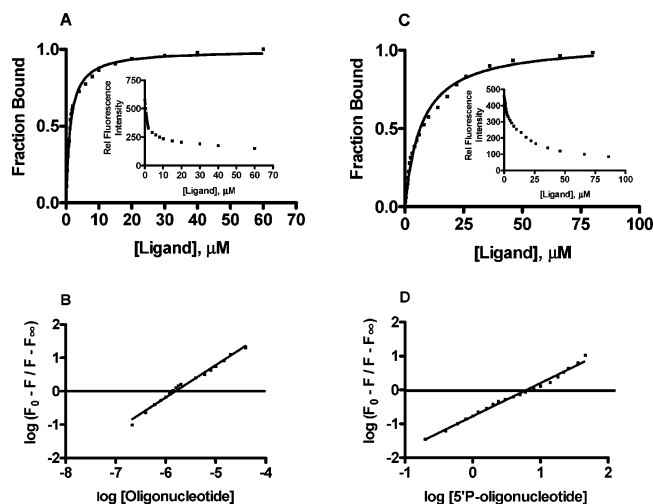 A
1.0
0.5
0.0
Fraction Bound
0 10 20 30 40 50 60 70
[Ligand], μM
750
500
250
0
Rel Fluorescence
Intensity
0 10 20 30 40 50 60 70
[Ligand], μM
C
1.0
0.5
0.0
Fraction Bound
0 25 50 75 100
[Ligand], μM
500
400
300
200
100
0
Rel Fluorescence
Intensity
0 25 50 75 100
[Ligand], μM
B
2
1
0
-1
-2
log (F₀ - F / F - F∞)
-8 -7 -6 -5 -4
log [Oligonucleotide]
D
2
1
0
-1
-2
log (F₀ - F / F - F∞)
-1 0 1 2
log [5'P-oligonucleotide]